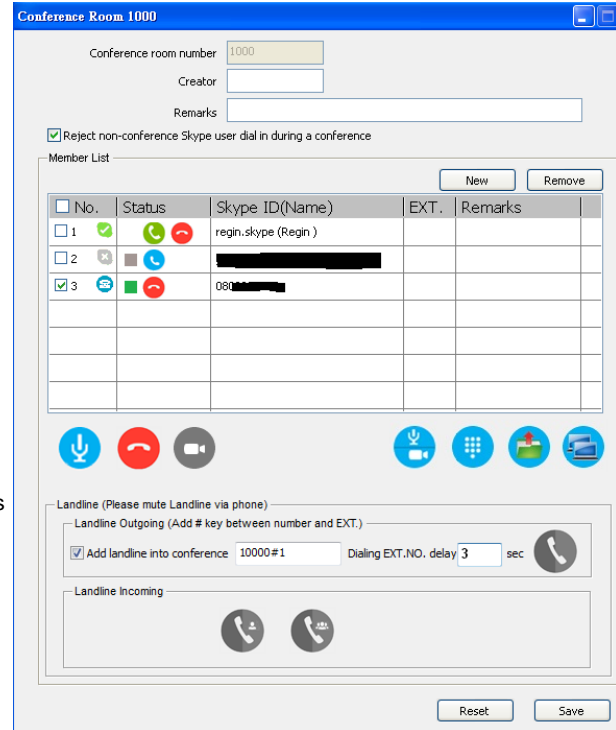 Conference Room 1000
Conference room number 1000
Creator
Remarks
Reject non-conference Skype user dial in during a conference
Member List
New Remove
No. Status Skype ID(Name) EXT. Remarks
1 regin.skype (Regin )
2
3 080
s
Landline (Please mute Landline via phone)
Landline Outgoing (Add # key between number and EXT.)
Add landline into conference 10000#1 Dialing EXT.NO. delay 3 sec
Landline Incoming
Reset Save